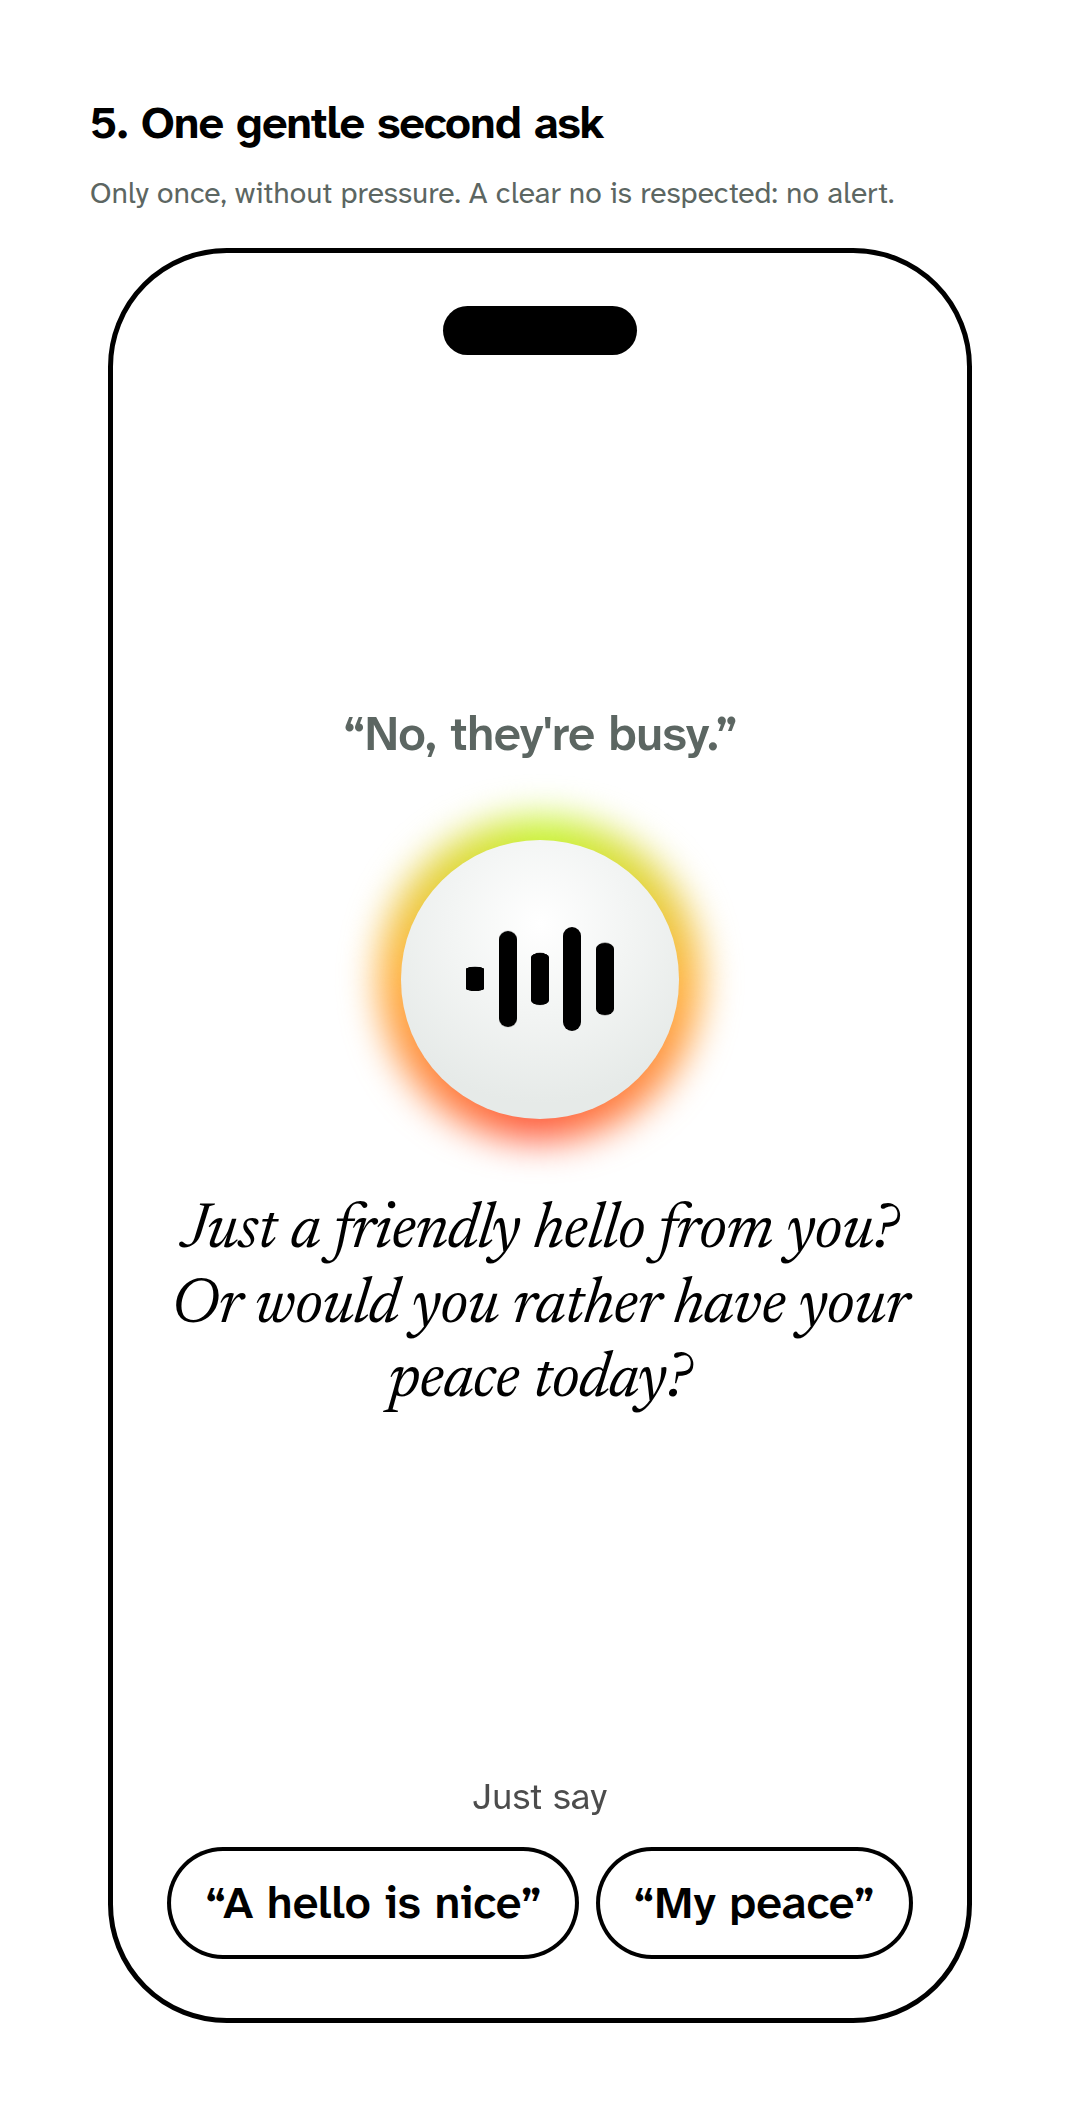 5. One gentle second ask
Only once, without pressure. A clear no is respected: no alert.
“No, they're busy.”
Just a friendly hello from you?
Or would you rather have your
peace today?
Just say
“A hello is nice” “My peace”